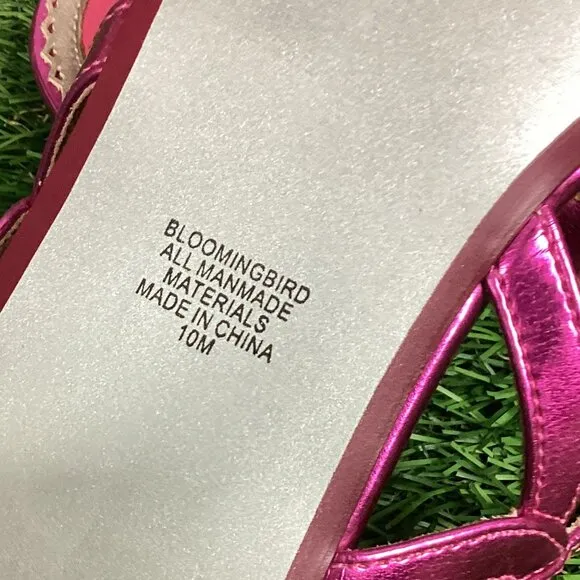 BLOOMINGBIRD
ALL MANMADE
MATERIALS
MADE IN CHINA
10M